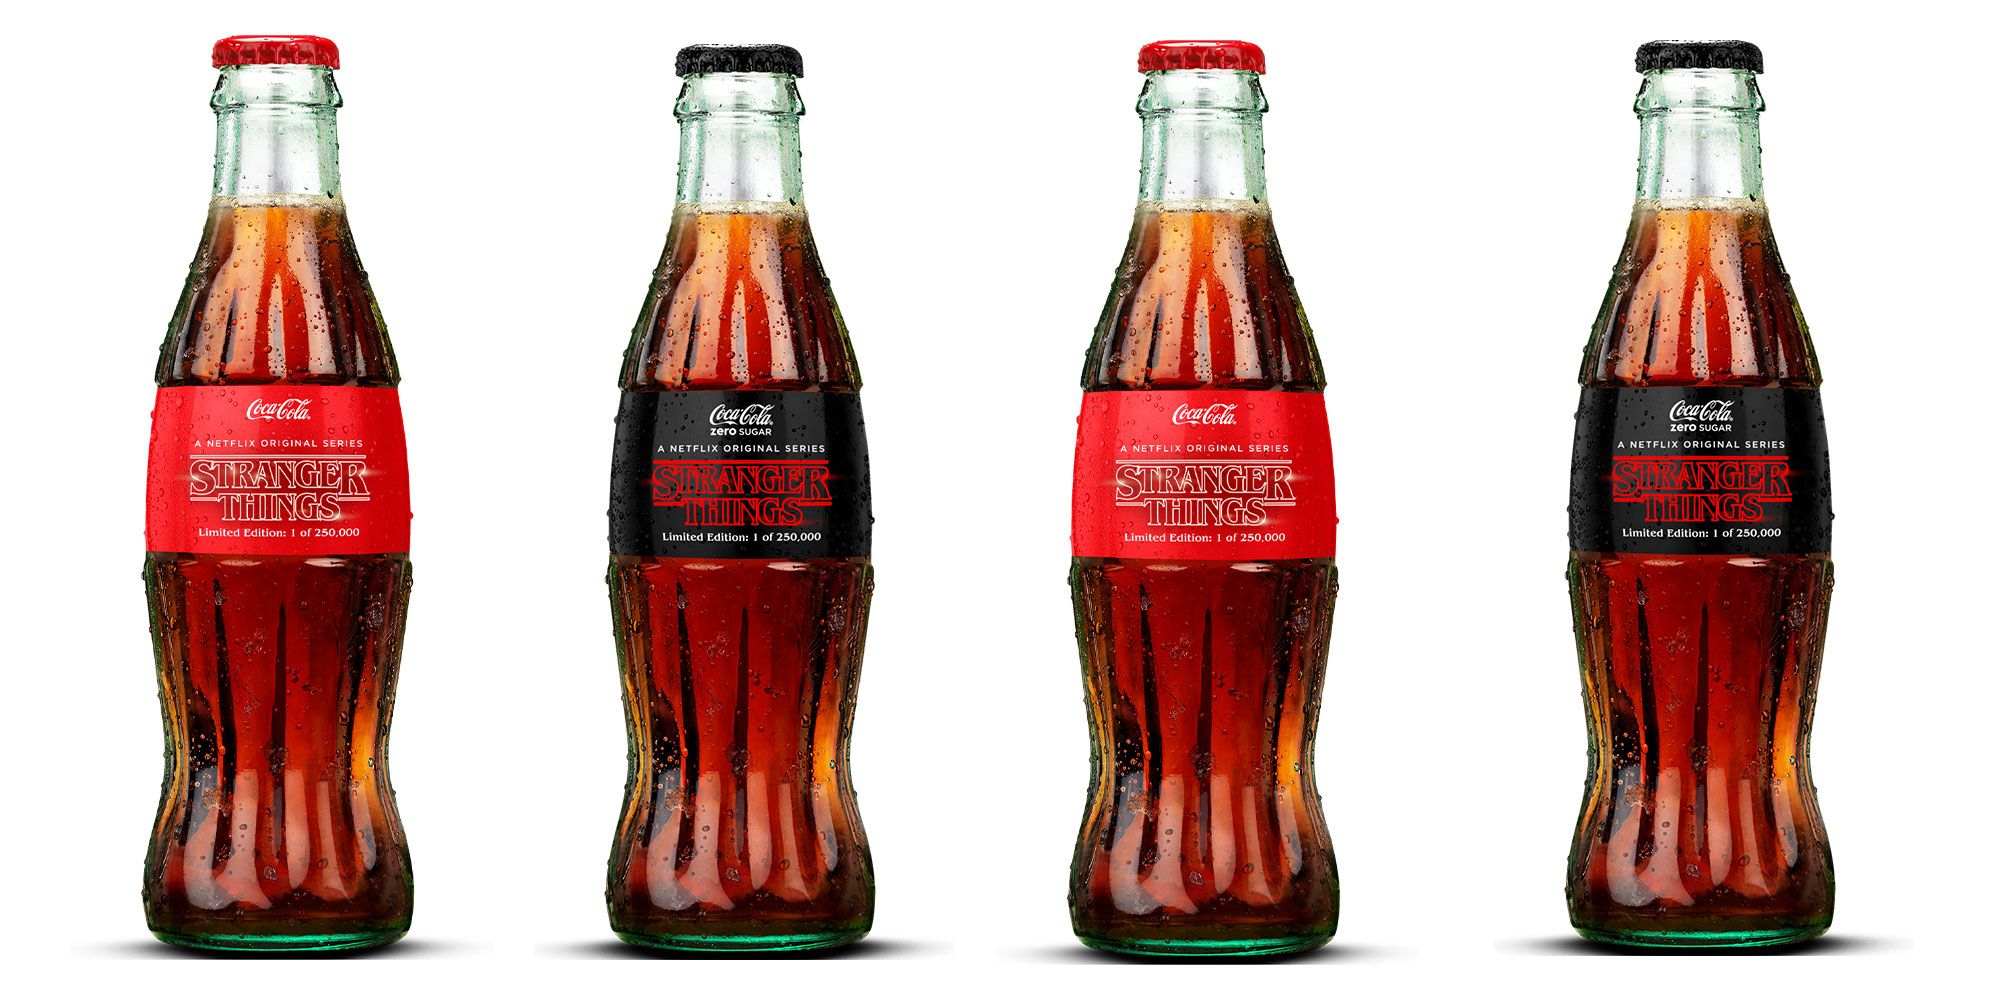 Coca-Cola
A NETFLIX ORIGINAL SERIES
STRANGER
THINGS
Limited Edition: 1 of 250,000
Coca-Cola
zero SUGAR
A NETFLIX ORIGINAL SERIES
STRANGER
THINGS
Limited Edition: 1 of 250,000
Coca-Cola
A NETFLIX ORIGINAL SERIES
STRANGER
THINGS
Limited Edition: 1 of 250,000
Coca-Cola
zero SUGAR
A NETFLIX ORIGINAL SERIES
STRANGER
THINGS
Limited Edition: 1 of 250,000